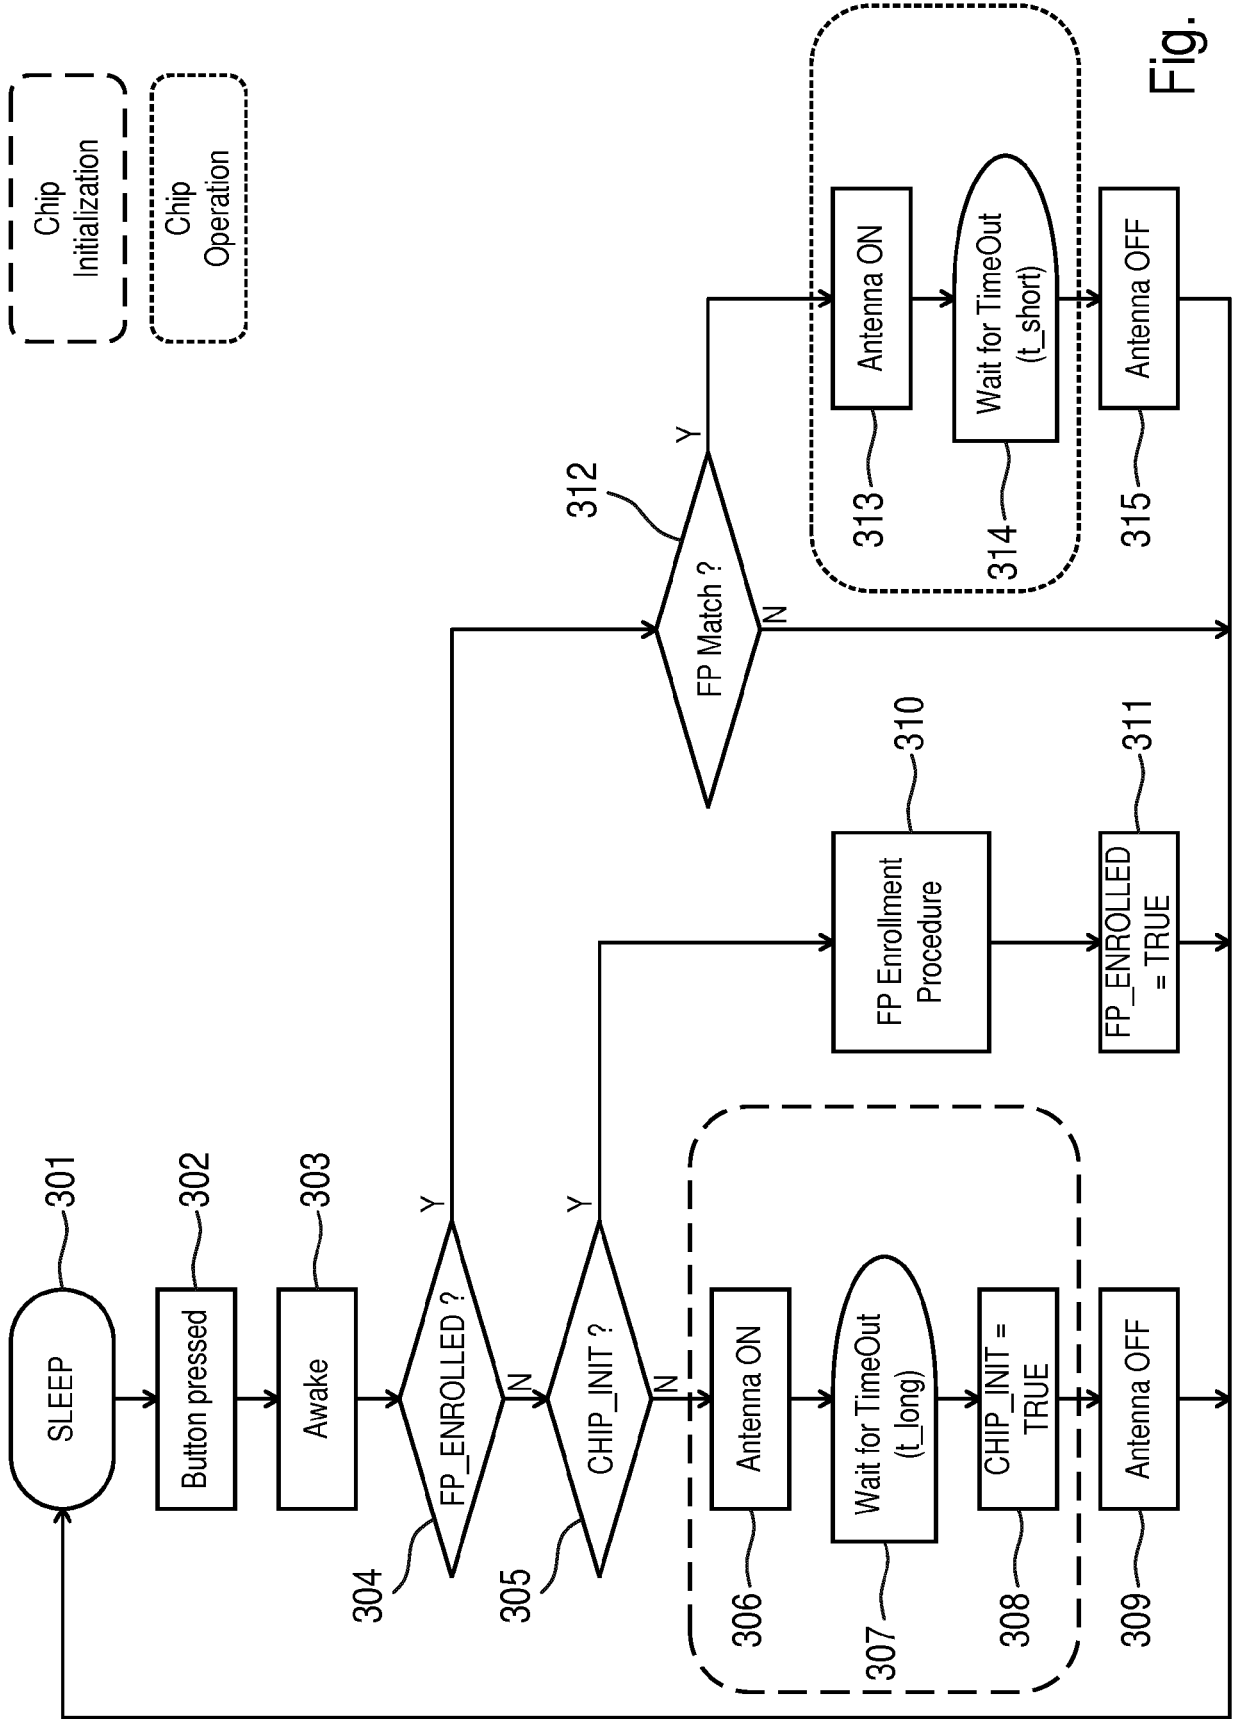 Chip
Initialization
Chip
Operation
SLEEP
301
Button pressed
302
Awake
303
FP_ENROLLED ?
304
Y
N
CHIP_INIT ?
305
Y
N
Antenna ON
306
Wait for TimeOut
(t_long)
307
CHIP_INIT =
TRUE
308
Antenna OFF
309
FP Enrollment
Procedure
310
FP_ENROLLED
= TRUE
311
FP Match ?
312
Y
N
Antenna ON
313
Wait for TimeOut
(t_short)
314
Antenna OFF
315
Fig.